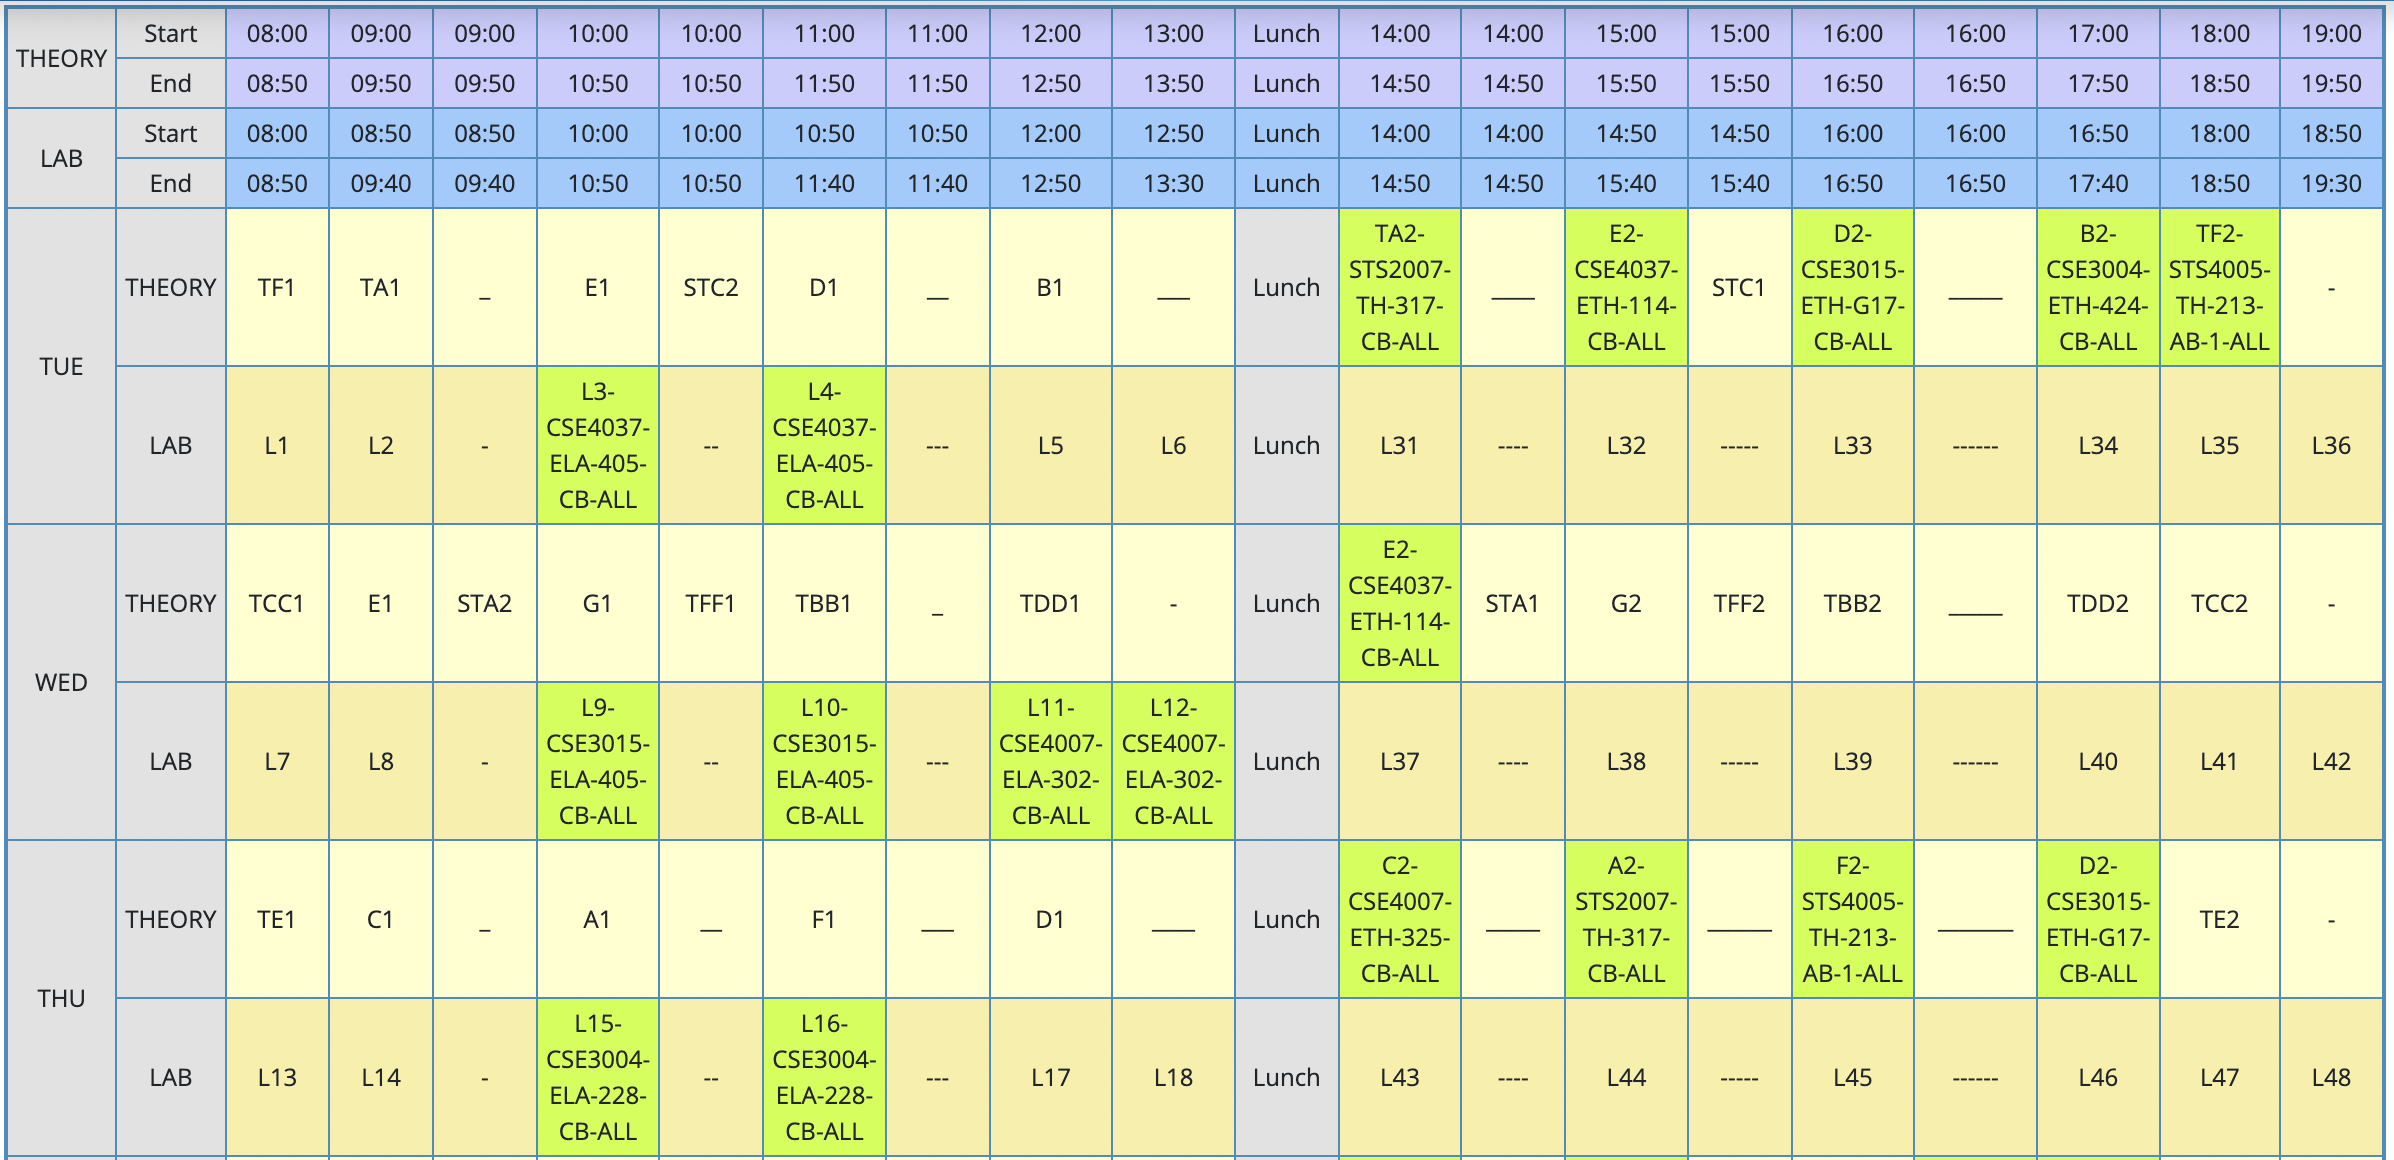 THEORY Start 08:00 09:00 09:00 10:00 10:00 11:00 11:00 12:00 13:00 Lunch 14:00 14:00 15:00 15:00 16:00 16:00 17:00 18:00 19:00
End 08:50 09:50 09:50 10:50 10:50 11:50 11:50 12:50 13:50 Lunch 14:50 14:50 15:50 15:50 16:50 16:50 17:50 18:50 19:50
LAB Start 08:00 08:50 08:50 10:00 10:00 10:50 10:50 12:00 12:50 Lunch 14:00 14:00 14:50 14:50 16:00 16:00 16:50 18:00 18:50
End 08:50 09:40 09:40 10:50 10:50 11:40 11:40 12:50 13:30 Lunch 14:50 14:50 15:40 15:40 16:50 16:50 17:40 18:50 19:30
TUE THEORY TF1 TA1 _ E1 STC2 D1 __ B1 ___ Lunch TA2-STS2007-TH-317-CB-ALL ____ E2-CSE4037-ETH-114-CB-ALL STC1 D2-CSE3015-ETH-G17-CB-ALL _____ B2-CSE3004-ETH-424-CB-ALL TF2-STS4005-TH-213-AB-1-ALL -
LAB L1 L2 - L3-CSE4037-ELA-405-CB-ALL -- L4-CSE4037-ELA-405-CB-ALL --- L5 L6 Lunch L31 ---- L32 ----- L33 ------ L34 L35 L36
WED THEORY TCC1 E1 STA2 G1 TFF1 TBB1 _ TDD1 - Lunch E2-CSE4037-ETH-114-CB-ALL STA1 G2 TFF2 TBB2 _____ TDD2 TCC2 -
LAB L7 L8 - L9-CSE3015-ELA-405-CB-ALL -- L10-CSE3015-ELA-405-CB-ALL --- L11-CSE4007-ELA-302-CB-ALL L12-CSE4007-ELA-302-CB-ALL Lunch L37 ---- L38 ----- L39 ------ L40 L41 L42
THU THEORY TE1 C1 _ A1 __ F1 ___ D1 ____ Lunch C2-CSE4007-ETH-325-CB-ALL _____ A2-STS2007-TH-317-CB-ALL ______ F2-STS4005-TH-213-AB-1-ALL _______ D2-CSE3015-ETH-G17-CB-ALL TE2 -
LAB L13 L14 - L15-CSE3004-ELA-228-CB-ALL -- L16-CSE3004-ELA-228-CB-ALL --- L17 L18 Lunch L43 ---- L44 ----- L45 ------ L46 L47 L48